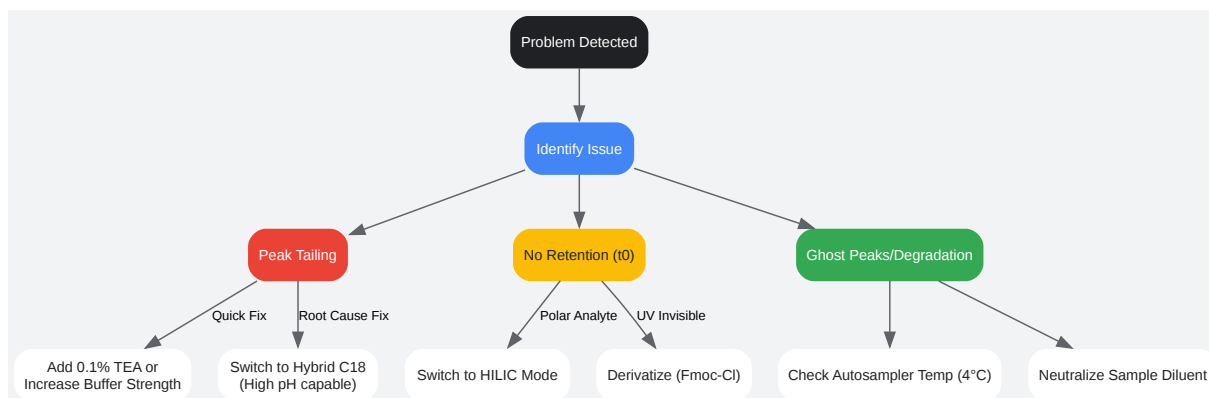 Problem Detected
Identify Issue
Peak Tailing
No Retention (t0)
Ghost Peaks/Degradation
Quick Fix
Root Cause Fix
Polar Analyte
UV Invisible
Add 0.1% TEA or
Increase Buffer Strength
Switch to Hybrid C18
(High pH capable)
Switch to HILIC Mode
Derivatize (Fmoc-Cl)
Check Autosampler Temp (4°C)
Neutralize Sample Diluent